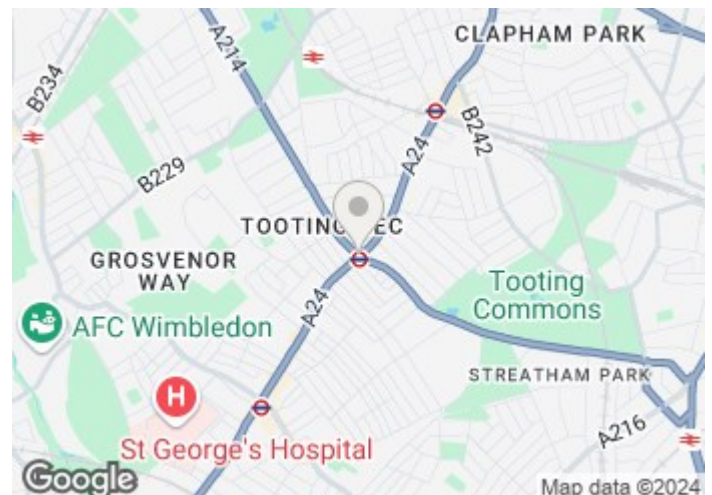 CLAPHAM PARK
A214
B234
B242
A24
B229
TOOTING BEC
GROSVENOR
WAY
Tooting
Commons
A24
AFC Wimbledon
STREATHAM PARK
H
A216
St George's Hospital
Google
Map data ©2024